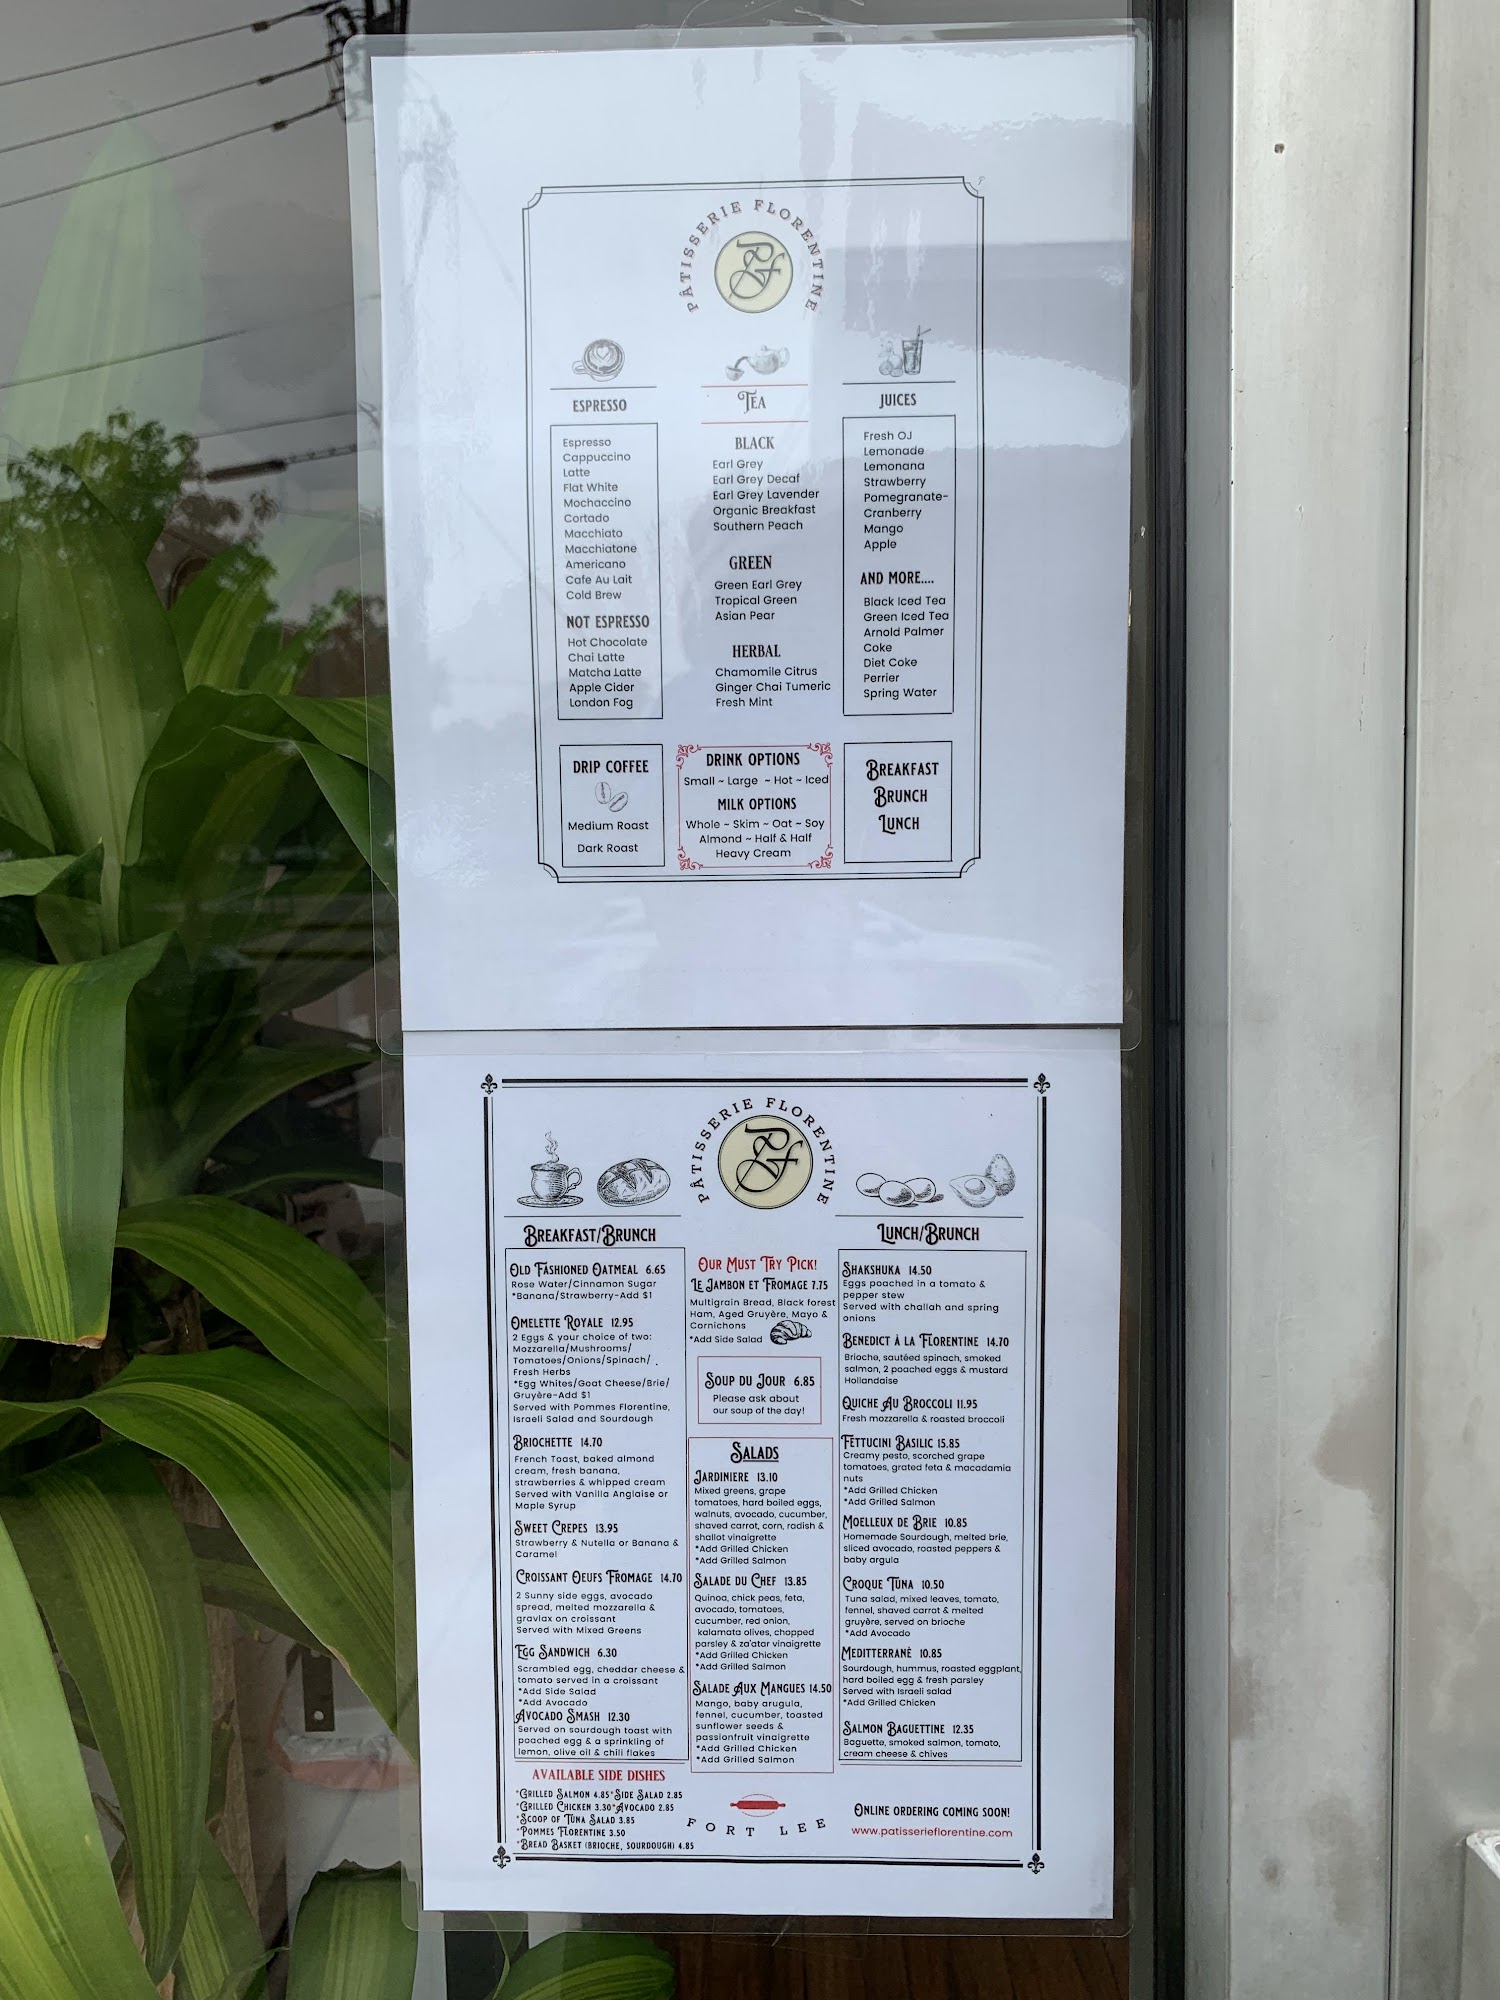 PÂTISSERIE FLORENTINE
ESPRESSO
Espresso
Cappuccino
Latte
Flat White
Mochaccino
Cortado
Macchiato
Macchiatone
Americano
Cafe Au Lait
Cold Brew
NOT ESPRESSO
Hot Chocolate
Chai Latte
Matcha Latte
Apple Cider
London Fog
TEA
BLACK
Earl Grey
Earl Grey Decaf
Earl Grey Lavender
Organic Breakfast
Southern Peach
GREEN
Green Earl Grey
Tropical Green
Asian Pear
HERBAL
Chamomile Citrus
Ginger Chai Tumeric
Fresh Mint
JUICES
Fresh OJ
Lemonade
Lemonana
Strawberry
Pomegranate-
Cranberry
Mango
Apple
AND MORE....
Black Iced Tea
Green Iced Tea
Arnold Palmer
Coke
Diet Coke
Perrier
Spring Water
DRIP COFFEE
Medium Roast
Dark Roast
DRINK OPTIONS
Small ~ Large ~ Hot ~ Iced
MILK OPTIONS
Whole ~ Skim ~ Oat ~ Soy
Almond ~ Half & Half
Heavy Cream
BREAKFAST
BRUNCH
LUNCH
PÂTISSERIE FLORENTINE
BREAKFAST/BRUNCH
OLD FASHIONED OATMEAL 6.65
Rose Water/Cinnamon Sugar
*Banana/Strawberry-Add $1
OMELETTE ROYALE 12.95
2 Eggs & your choice of two:
Mozzarella/Mushrooms/
Tomatoes/Onions/Spinach/
Fresh Herbs
*Egg Whites/Goat Cheese/Brie/
Gruyère-Add $1
Served with Pommes Florentine,
Israeli Salad and Sourdough
BRIOCHETTE 14.70
French Toast, baked almond
cream, fresh banana,
strawberries & whipped cream
Served with Vanilla Anglaise or
Maple Syrup
SWEET CREPES 13.95
Strawberry & Nutella or Banana &
Caramel
CROISSANT OEUFS FROMAGE 14.70
2 Sunny side eggs, avocado
spread, melted mozzarella &
gravlax on croissant
Served with Mixed Greens
EGG SANDWICH 6.30
Scrambled egg, cheddar cheese &
tomato served in a croissant
*Add Side Salad
*Add Avocado
AVOCADO SMASH 12.30
Served on sourdough toast with
poached egg & a sprinkling of
lemon, olive oil & chili flakes
AVAILABLE SIDE DISHES
*GRILLED SALMON 4.85*SIDE SALAD 2.85
*GRILLED CHICKEN 3.30*AVOCADO 2.85
*SCOOP OF TUNA SALAD 3.85
*POMMES FLORENTINE 3.50
*BREAD BASKET (BRIOCHE, SOURDOUGH) 4.85
OUR MUST TRY PICK!
LE JAMBON ET FROMAGE 7.75
Multigrain Bread, Black forest
Ham, Aged Gruyère, Mayo &
Cornichons
*Add Side Salad
SOUP DU JOUR 6.85
Please ask about
our soup of the day!
SALADS
JARDINIERE 13.10
Mixed greens, grape
tomatoes, hard boiled eggs,
walnuts, avocado, cucumber,
shaved carrot, corn, radish &
shallot vinaigrette
*Add Grilled Chicken
*Add Grilled Salmon
SALADE DU CHEF 13.85
Quinoa, chick peas, feta,
avocado, tomatoes,
cucumber, red onion,
kalamata olives, chopped
parsley & za'atar vinaigrette
*Add Grilled Chicken
*Add Grilled Salmon
SALADE AUX MANGUES 14.50
Mango, baby arugula,
fennel, cucumber, toasted
sunflower seeds &
passionfruit vinaigrette
*Add Grilled Chicken
*Add Grilled Salmon
FORT LEE
LUNCH/BRUNCH
SHAKSHUKA 14.50
Eggs poached in a tomato &
pepper stew
Served with challah and spring
onions
BENEDICT À LA FLORENTINE 14.70
Brioche, sautéed spinach, smoked
salmon, 2 poached eggs & mustard
Hollandaise
QUICHE AU BROCCOLI 11.95
Fresh mozzarella & roasted broccoli
FETTUCINI BASILIC 15.85
Creamy pesto, scorched grape
tomatoes, grated feta & macadamia
nuts
*Add Grilled Chicken
*Add Grilled Salmon
MOELLEUX DE BRIE 10.85
Homemade Sourdough, melted brie,
sliced avocado, roasted peppers &
baby argula
CROQUE TUNA 10.50
Tuna salad, mixed leaves, tomato,
fennel, shaved carrot & melted
gruyère, served on brioche
*Add Avocado
MEDITTERRANÈ 10.85
Sourdough, hummus, roasted eggplant,
hard boiled egg & fresh parsley
Served with Israeli salad
*Add Grilled Chicken
SALMON BAGUETTINE 12.35
Baguette, smoked salmon, tomato,
cream cheese & chives
ONLINE ORDERING COMING SOON!
www.patisserieflorentine.com